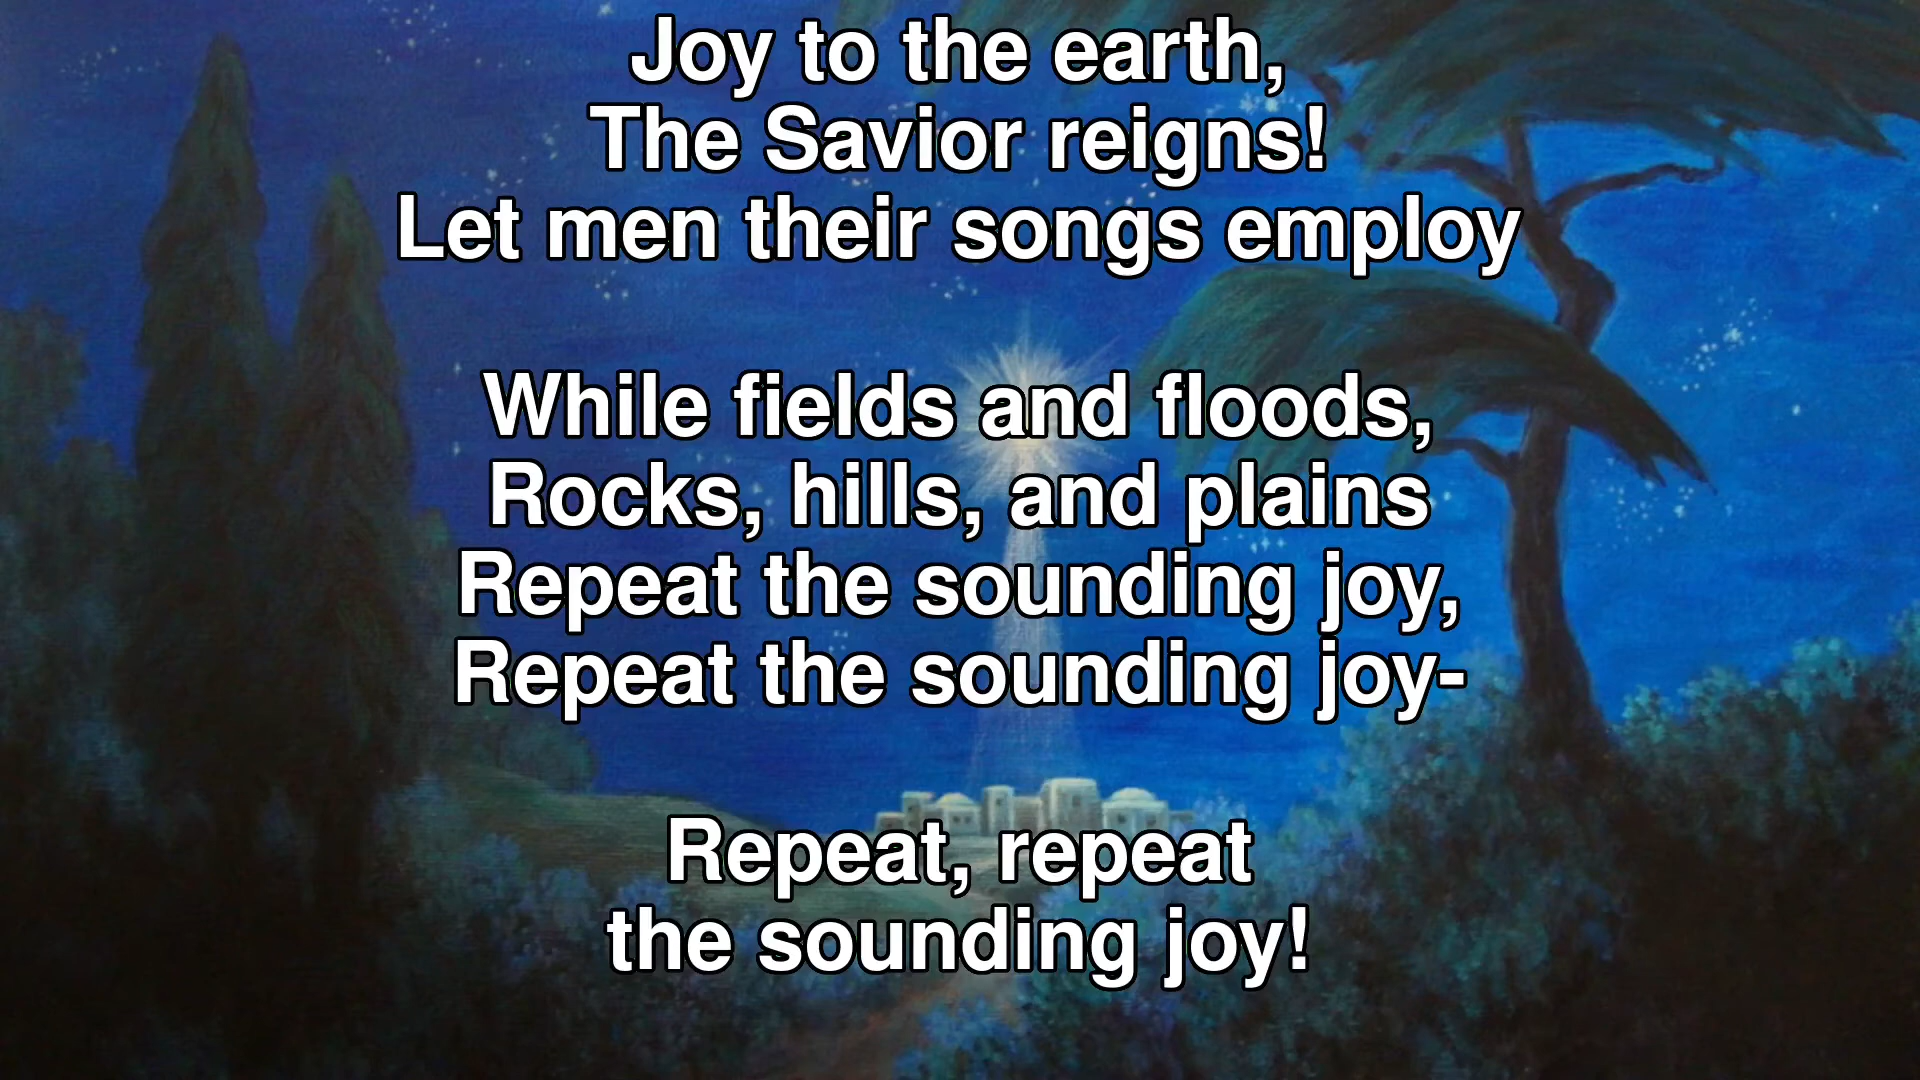 Joy to the earth,
The Savior reigns!
Let men their songs employ
While fields and floods,
Rocks, hills, and plains
Repeat the sounding joy,
Repeat the sounding joy-
Repeat, repeat
the sounding joy!